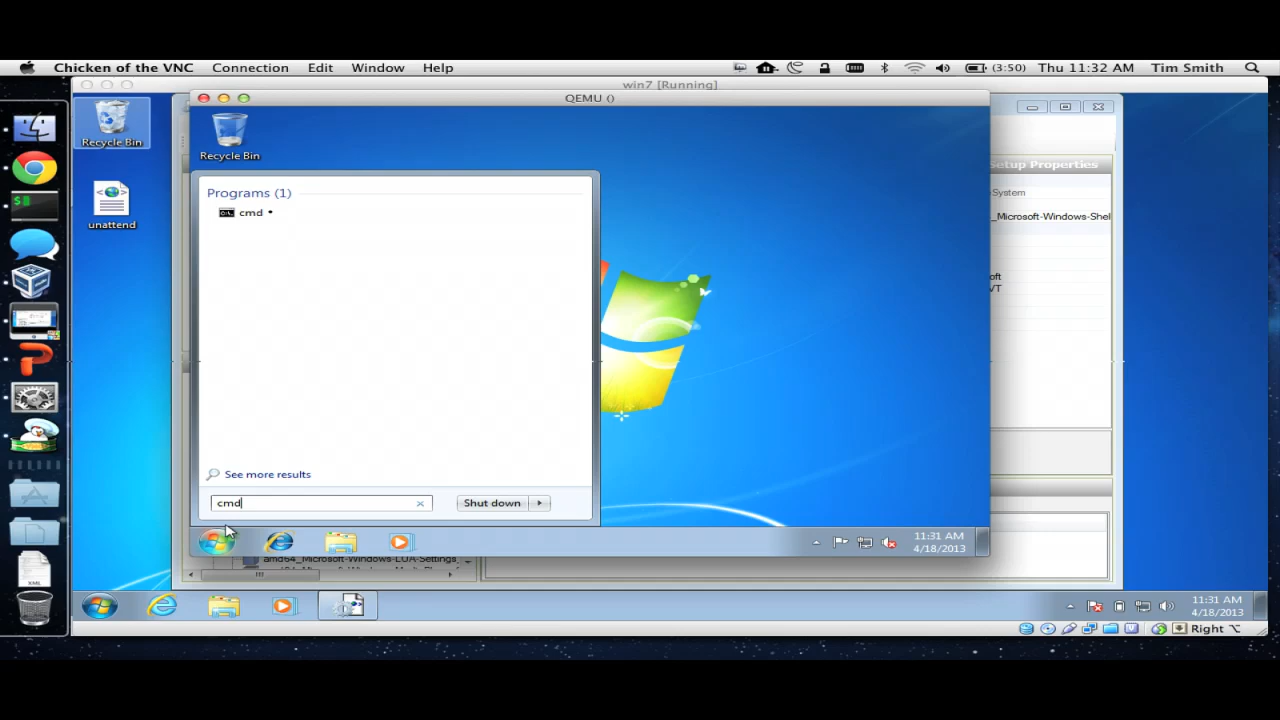 Chicken of the VNC Connection Edit Window Help (3:50) Thu 11:32 AM Tim Smith
win7 [Running]
QEMU ()
Recycle Bin
Recycle Bin
unattend
Programs (1)
cmd
See more results
cmd
Shut down
Setup Properties
System
_Microsoft-Windows-Shel
oft
VT
11:31 AM
4/18/2013
amd64_Microsoft-Windows-LUA-Settings_
11:31 AM
4/18/2013
Right ⌥
XML